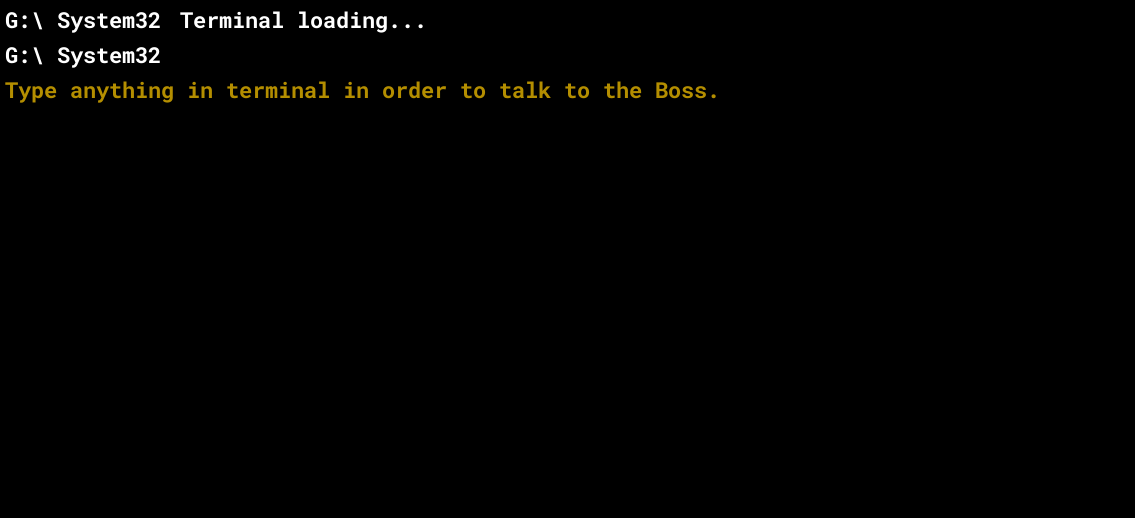 G:\ System32 Terminal loading...
G:\ System32
Type anything in terminal in order to talk to the Boss.